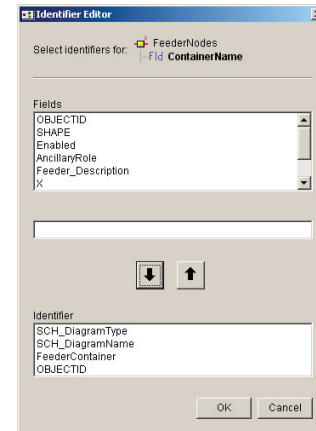 Identifier Editor
Select identifiers for: FeederNodes
Fld ContainerName
Fields
OBJECTID
SHAPE
Enabled
AncillaryRole
Feeder_Description
X
Identifier
SCH_DiagramType
SCH_DiagramName
FeederContainer
OBJECTID
OK Cancel